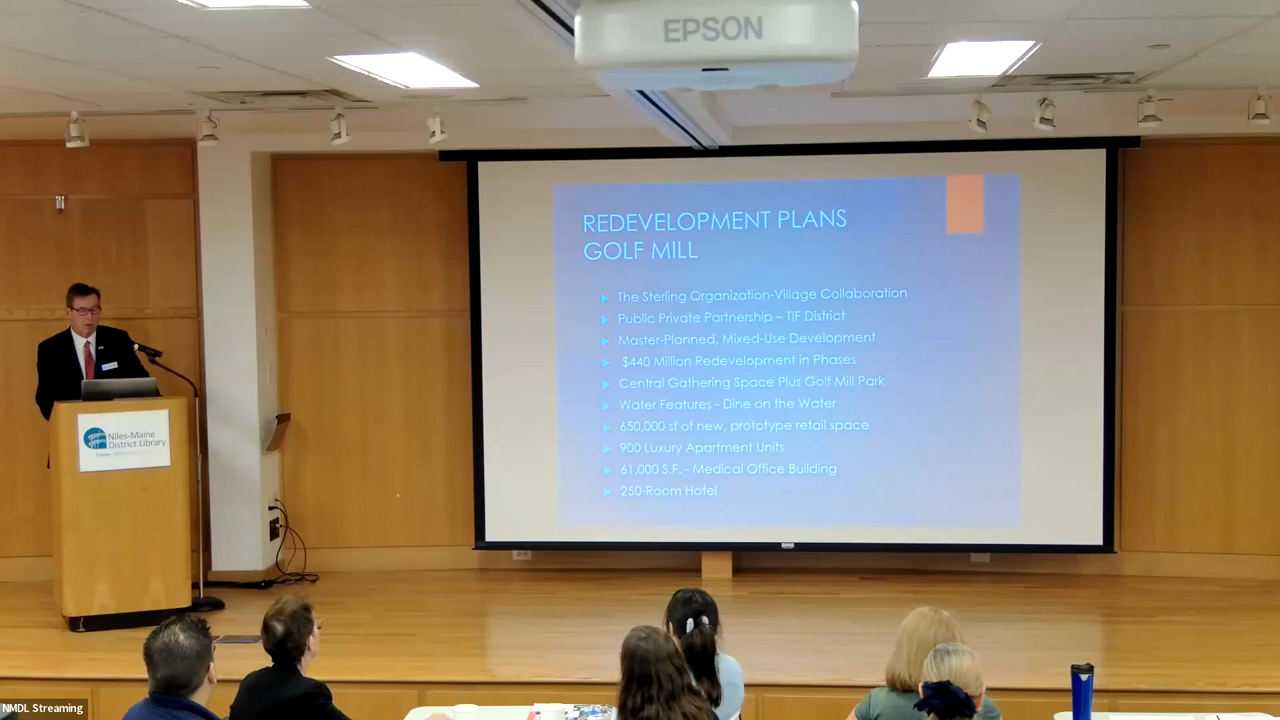 EPSON
REDEVELOPMENT PLANS
GOLF MILL
The Sterling Organization-Village Collaboration
Public Private Partnership – TIF District
Master-Planned, Mixed-Use Development
$440 Million Redevelopment in Phases
Central Gathering Space Plus Golf Mill Park
Water Features - Dine on the Water
650,000 sf of new, prototype retail space
900 Luxury Apartment Units
61,000 S.F. - Medical Office Building
250-Room Hotel
Niles-Maine
District Library
NMDL Streaming